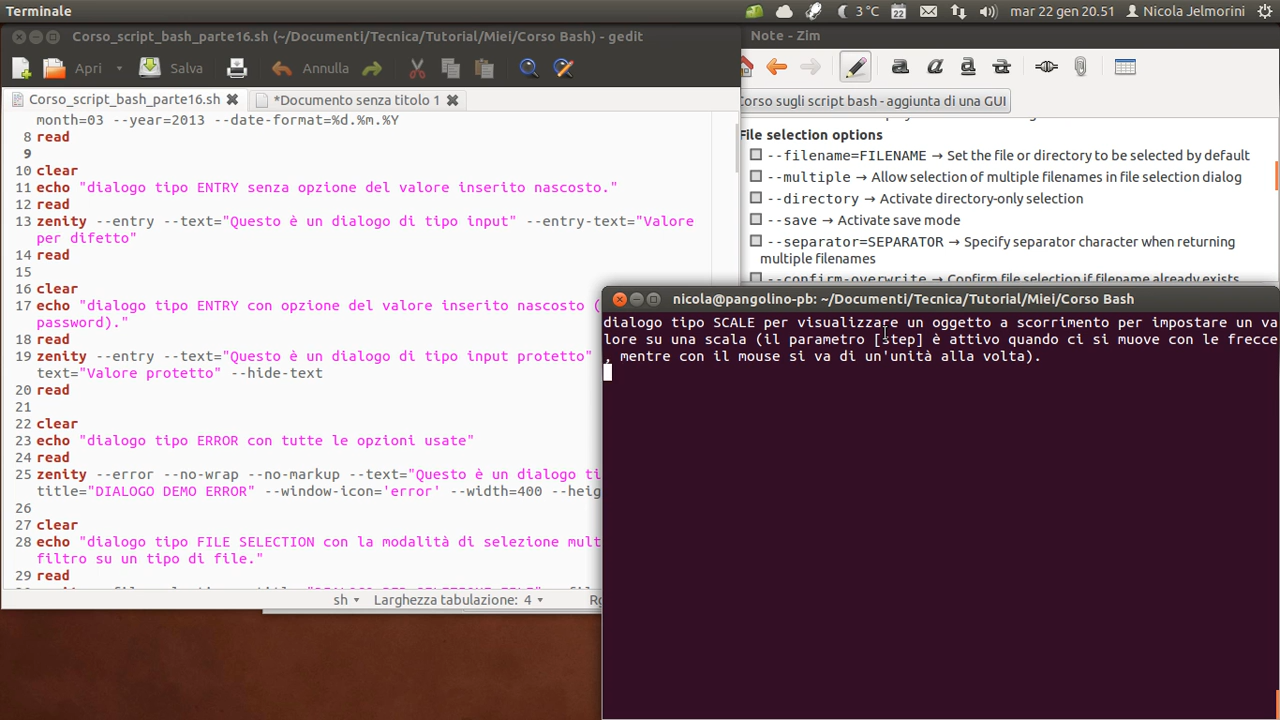 Terminale
3 °C
22
mar 22 gen 20.51
Nicola Jelmorini
Corso_script_bash_parte16.sh (~/Documenti/Tecnica/Tutorial/Miei/Corso Bash) - gedit
Apri
Salva
Annulla
Corso_script_bash_parte16.sh
*Documento senza titolo 1
month=03 --year=2013 --date-format=%d.%m.%Y
8 read
9
10 clear
11 echo "dialogo tipo ENTRY senza opzione del valore inserito nascosto."
12 read
13 zenity --entry --text="Questo è un dialogo di tipo input" --entry-text="Valore
per difetto"
14 read
15
16 clear
17 echo "dialogo tipo ENTRY con opzione del valore inserito nascosto (
password)."
18 read
19 zenity --entry --text="Questo è un dialogo di tipo input protetto"
text="Valore protetto" --hide-text
20 read
21
22 clear
23 echo "dialogo tipo ERROR con tutte le opzioni usate"
24 read
25 zenity --error --no-wrap --no-markup --text="Questo è un dialogo ti
title="DIALOGO DEMO ERROR" --window-icon='error' --width=400 --heig
26
27 clear
28 echo "dialogo tipo FILE SELECTION con la modalità di selezione mult
filtro su un tipo di file."
29 read
sh
Larghezza tabulazione: 4
Note - Zim
Corso sugli script bash - aggiunta di una GUI
File selection options
--filename=FILENAME → Set the file or directory to be selected by default
--multiple → Allow selection of multiple filenames in file selection dialog
--directory → Activate directory-only selection
--save → Activate save mode
--separator=SEPARATOR → Specify separator character when returning
multiple filenames
--confirm-overwrite → Confirm file selection if filename already exists
nicola@pangolino-pb: ~/Documenti/Tecnica/Tutorial/Miei/Corso Bash
dialogo tipo SCALE per visualizzare un oggetto a scorrimento per impostare un va
lore su una scala (il parametro [step] è attivo quando ci si muove con le frecce
, mentre con il mouse si va di un'unità alla volta).